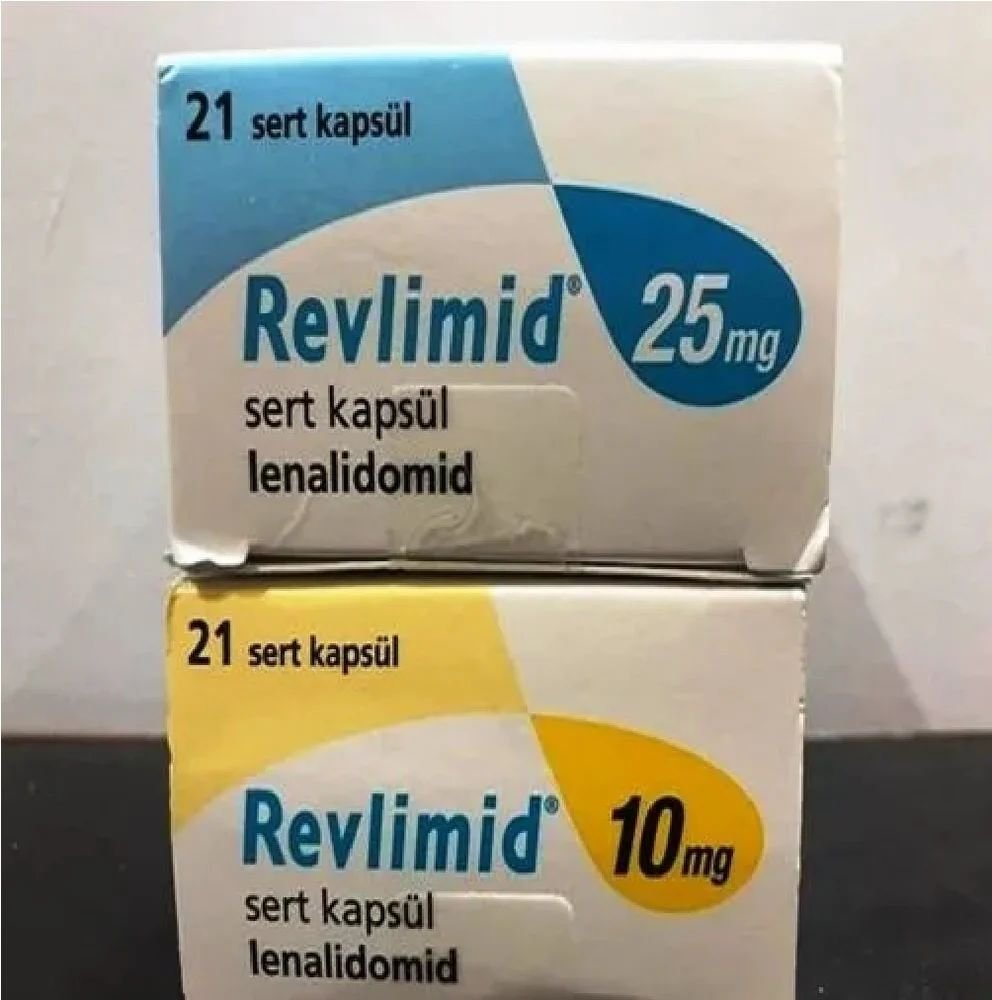 21 sert kapsül
Revlimid®
25mg
sert kapsül
lenalidomid
21 sert kapsül
Revlimid®
10mg
sert kapsül
lenalidomid